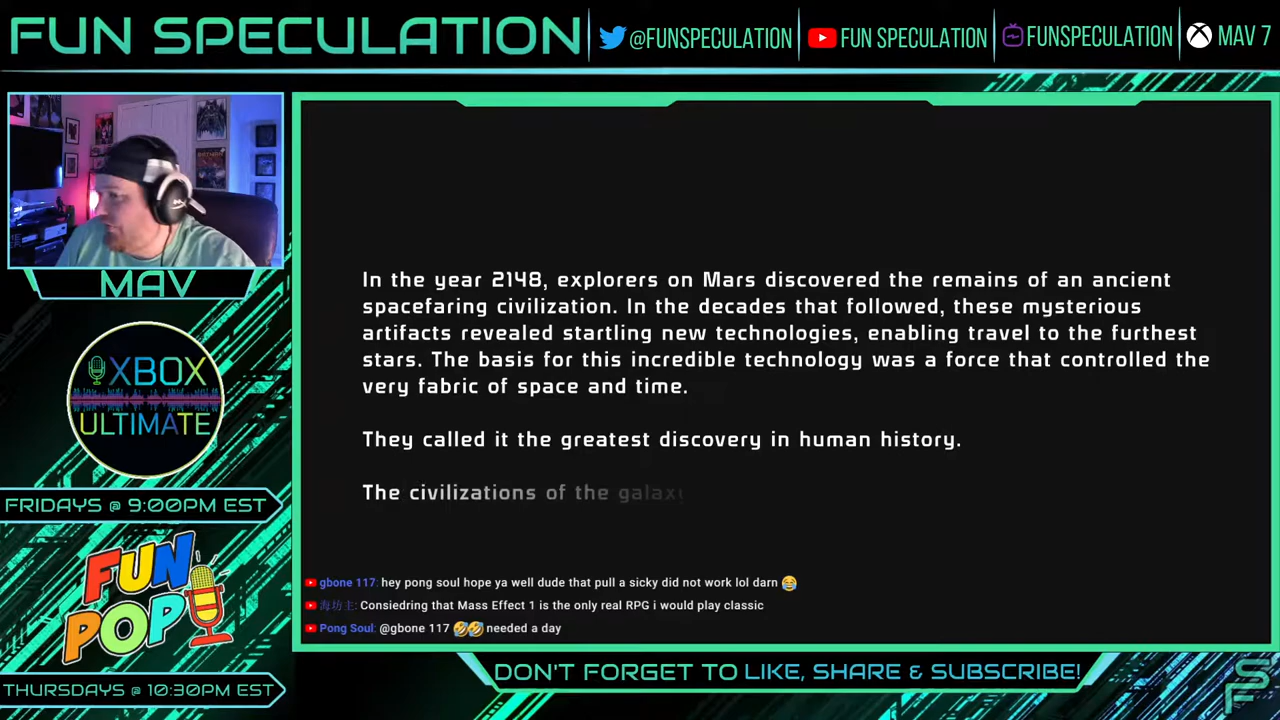 FUN SPECULATION
@FUNSPECULATION
FUN SPECULATION
FUNSPECULATION
MAV 7
MAV
XBOX
ULTIMATE
FRIDAYS @ 9:00PM EST
FUN
POP
THURSDAYS @ 10:30PM EST
In the year 2148, explorers on Mars discovered the remains of an ancient
spacefaring civilization. In the decades that followed, these mysterious
artifacts revealed startling new technologies, enabling travel to the furthest
stars. The basis for this incredible technology was a force that controlled the
very fabric of space and time.
They called it the greatest discovery in human history.
The civilizations of the galaxy
gbone 117: hey pong soul hope ya well dude that pull a sicky did not work lol darn 😂
海坊主: Consiedring that Mass Effect 1 is the only real RPG i would play classic
Pong Soul: @gbone 117 🤣🤣 needed a day
DON'T FORGET TO LIKE, SHARE & SUBSCRIBE!
SF